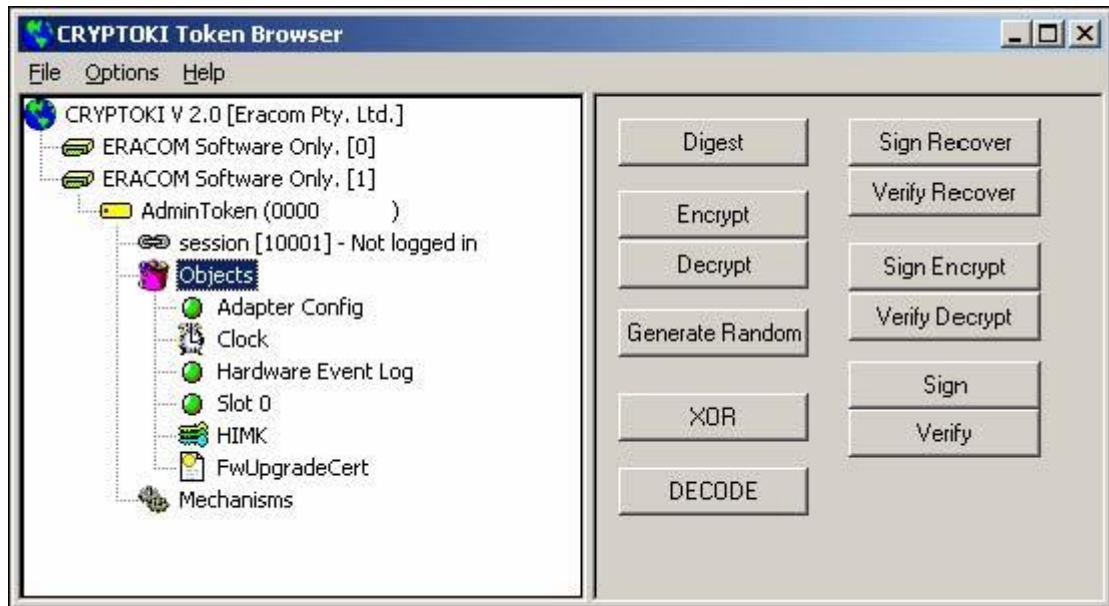 CRYPTOKI Token Browser
File Options Help
CRYPTOKI V 2.0 [Eracom Pty. Ltd.]
ERACOM Software Only. [0]
ERACOM Software Only. [1]
AdminToken (0000 )
session [10001] - Not logged in
Objects
Adapter Config
Clock
Hardware Event Log
Slot 0
HIMK
FwUpgradeCert
Mechanisms
Digest
Encrypt
Decrypt
Generate Random
XOR
DECODE
Sign Recover
Verify Recover
Sign Encrypt
Verify Decrypt
Sign
Verify